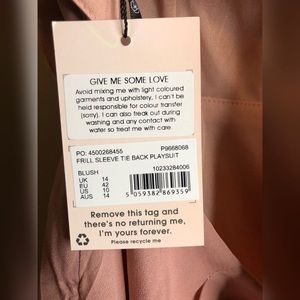 GIVE ME SOME LOVE
Avoid mixing me with light coloured
garments and upholstery, I can't be
held responsible for colour transfer
(sorry). I can also freak out during
washing and any contact with
water so treat me with care.
PO: 4500268455 P9668068
FRILL SLEEVE TIE BACK PLAYSUIT
BLUSH 10233284006
UK 14
EU 42
US 10
AUS 14
5 059382 869359
Remove this tag and
there's no returning me,
I'm yours forever.
Please recycle me